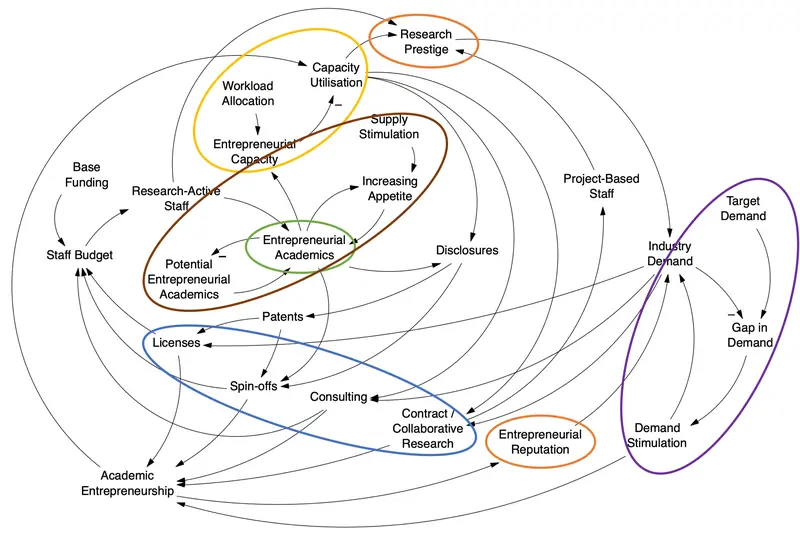 Research
Prestige
Capacity
Utilisation
Workload
Allocation
–
Supply
Stimulation
Entrepreneurial
Capacity
Base
Funding
Increasing
Appetite
Project-Based
Staff
Research-Active
Staff
Target
Demand
Entrepreneurial
Academics
Disclosures
Industry
Demand
Staff Budget
–
Potential
Entrepreneurial
Academics
Patents
–
Gap in
Demand
Licenses
Spin-offs
Consulting
Contract /
Collaborative
Research
Entrepreneurial
Reputation
Demand
Stimulation
Academic
Entrepreneurship